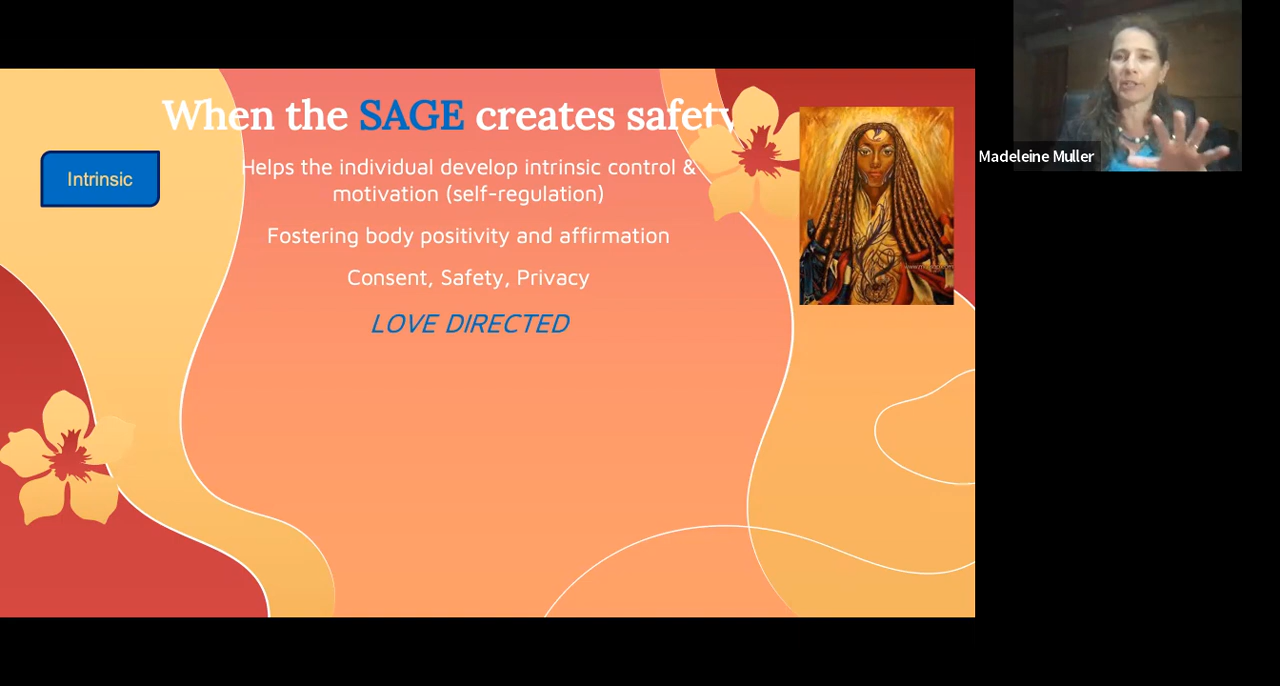 When the SAGE creates safety
Intrinsic
Helps the individual develop intrinsic control &
motivation (self-regulation)
Fostering body positivity and affirmation
Consent, Safety, Privacy
LOVE DIRECTED
Madeleine Muller